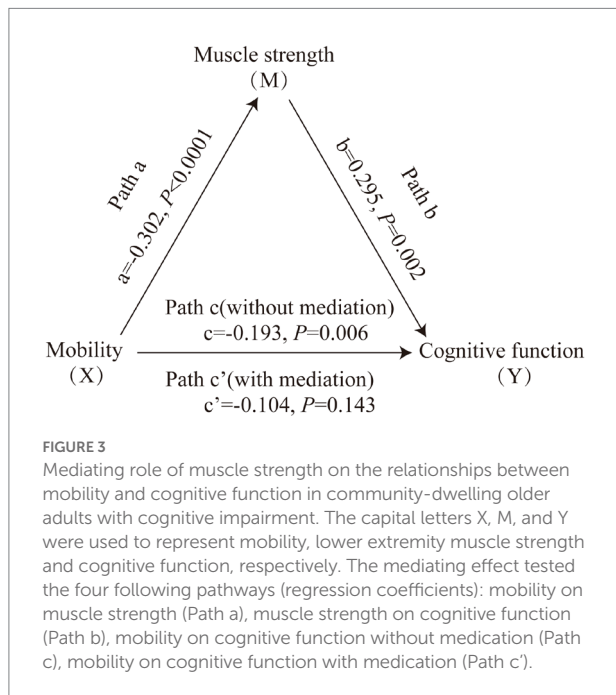 Muscle strength
(M)
Path a
a=-0.302, P<0.0001
Path b
b=0.295, P=0.002
Path c(without mediation)
c=-0.193, P=0.006
Mobility
(X)
Cognitive function
(Y)
Path c’(with mediation)
c’=-0.104, P=0.143
FIGURE 3
Mediating role of muscle strength on the relationships between
mobility and cognitive function in community-dwelling older
adults with cognitive impairment. The capital letters X, M, and Y
were used to represent mobility, lower extremity muscle strength
and cognitive function, respectively. The mediating effect tested
the four following pathways (regression coefficients): mobility on
muscle strength (Path a), muscle strength on cognitive function
(Path b), mobility on cognitive function without medication (Path
c), mobility on cognitive function with medication (Path c’).